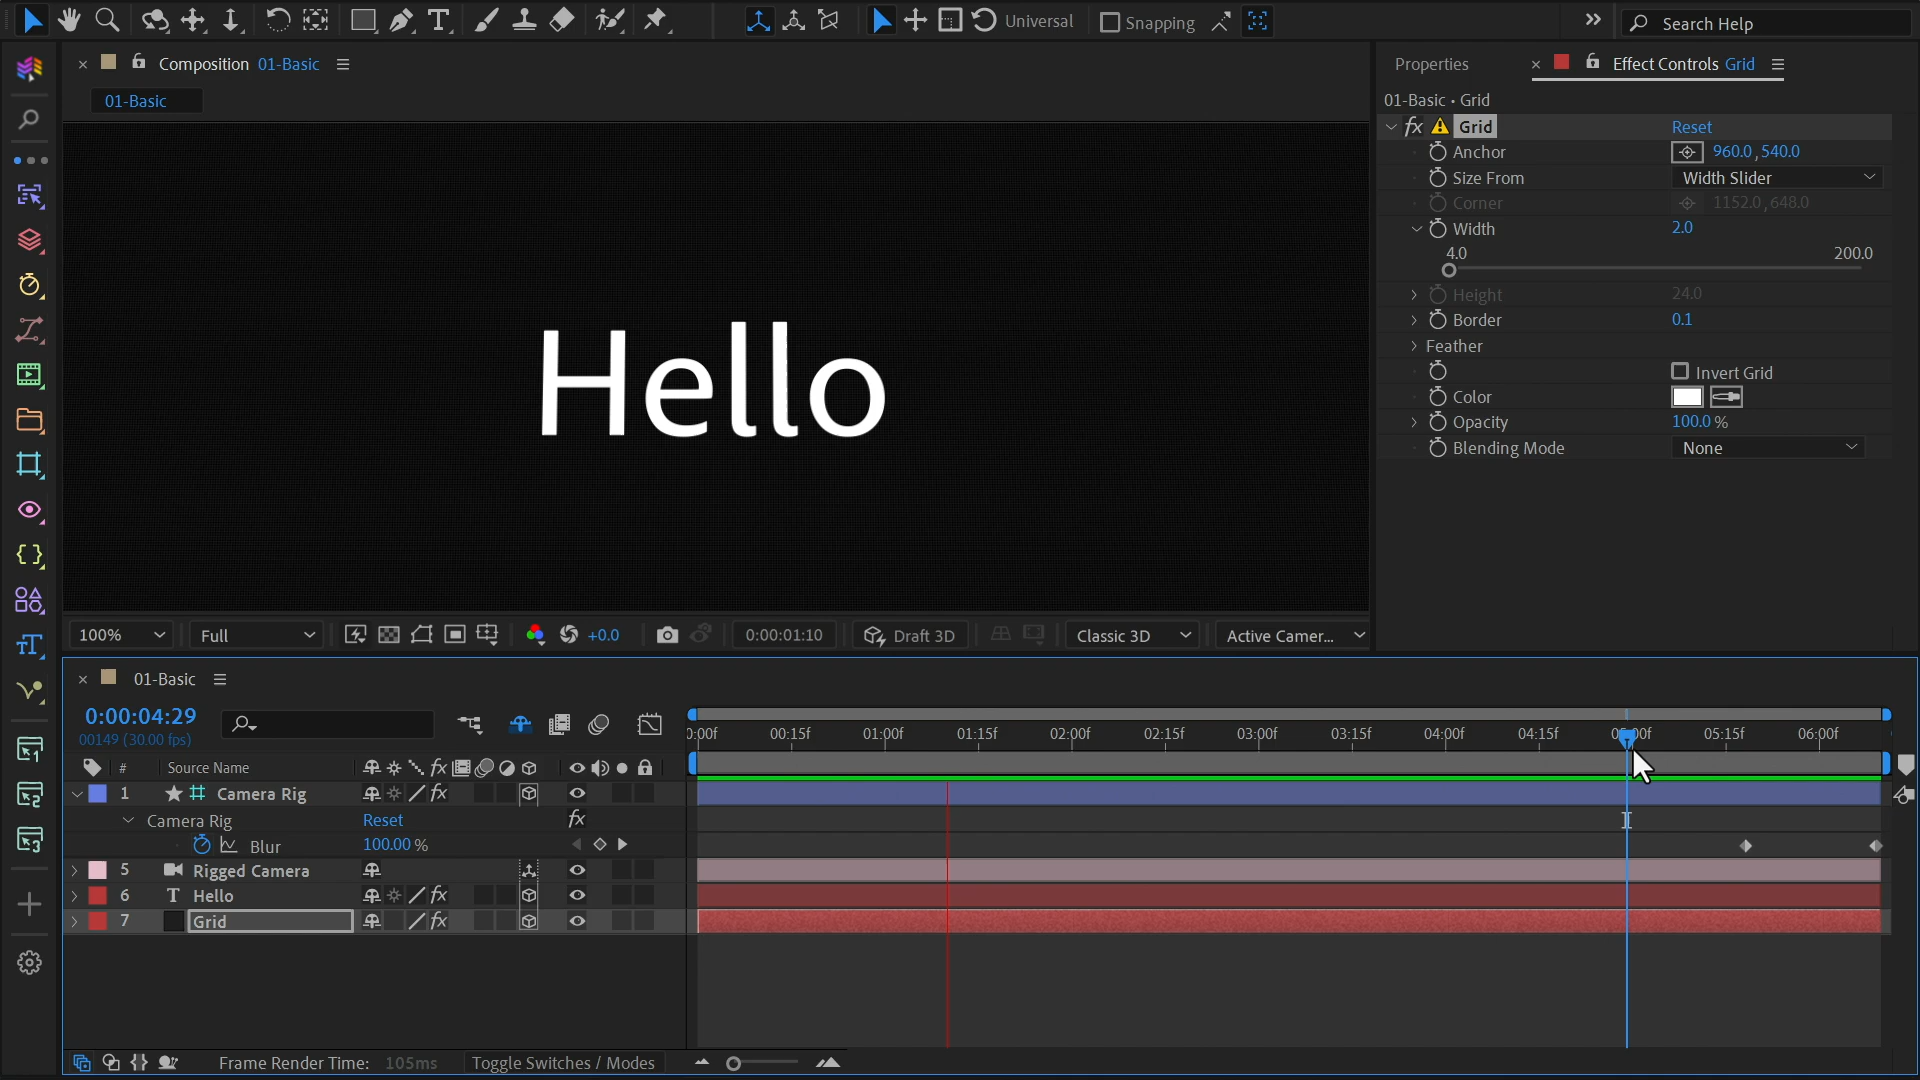 Universal
Snapping
Search Help
Composition 01-Basic
Properties
Effect Controls Grid
01-Basic
01-Basic • Grid
fx Grid Reset
Anchor 960.0, 540.0
Size From Width Slider
Corner 1152.0, 648.0
Width 2.0
4.0 200.0
Height 24.0
Border 0.1
Feather
Invert Grid
Color
Opacity 100.0 %
Blending Mode None
Hello
100% Full +0.0 0:00:01:10 Draft 3D Classic 3D Active Camer...
01-Basic
0:00:04:29
00149 (30.00 fps)
00:15f 01:00f 01:15f 02:00f 02:15f 03:00f 03:15f 04:00f 04:15f 05:15f 06:00f
# Source Name fx
1 Camera Rig fx
Camera Rig Reset fx
Blur 100.00 %
5 Rigged Camera
6 T Hello fx
7 Grid fx
Frame Render Time: 105ms Toggle Switches / Modes